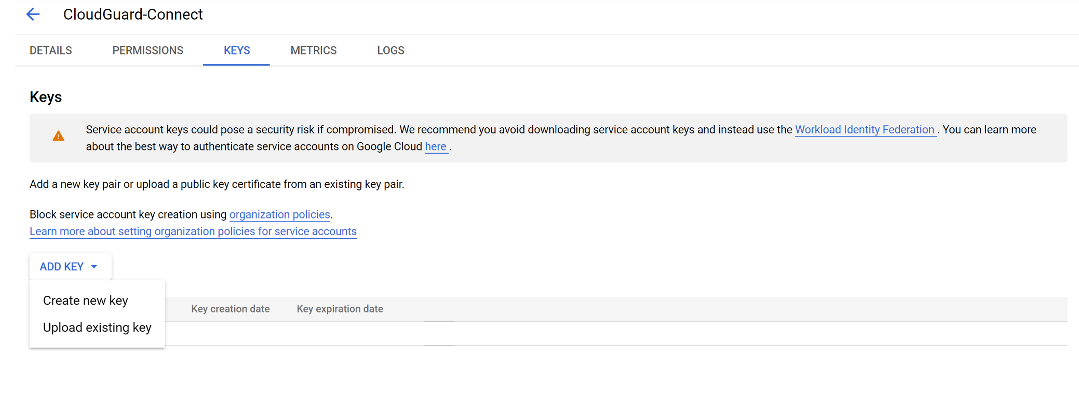 CloudGuard-Connect
DETAILS PERMISSIONS KEYS METRICS LOGS
Keys
Service account keys could pose a security risk if compromised. We recommend you avoid downloading service account keys and instead use the Workload Identity Federation . You can learn more
about the best way to authenticate service accounts on Google Cloud here .
Add a new key pair or upload a public key certificate from an existing key pair.
Block service account key creation using organization policies.
Learn more about setting organization policies for service accounts
ADD KEY
Create new key
Key creation date Key expiration date
Upload existing key